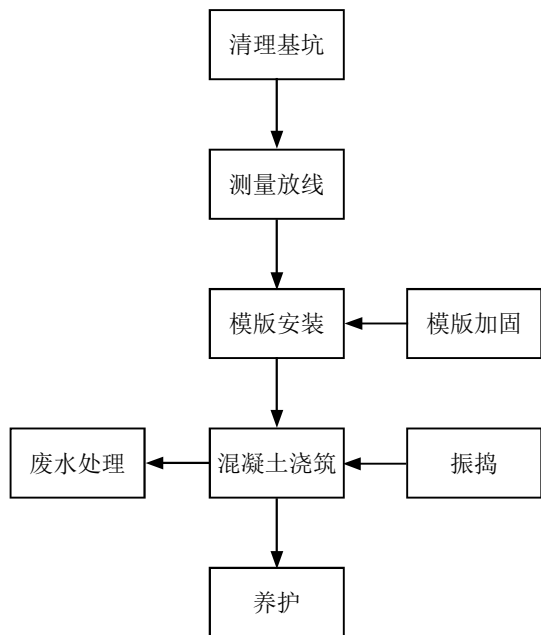 清理基坑
测量放线
模版安装
模版加固
废水处理
混凝土浇筑
振捣
养护